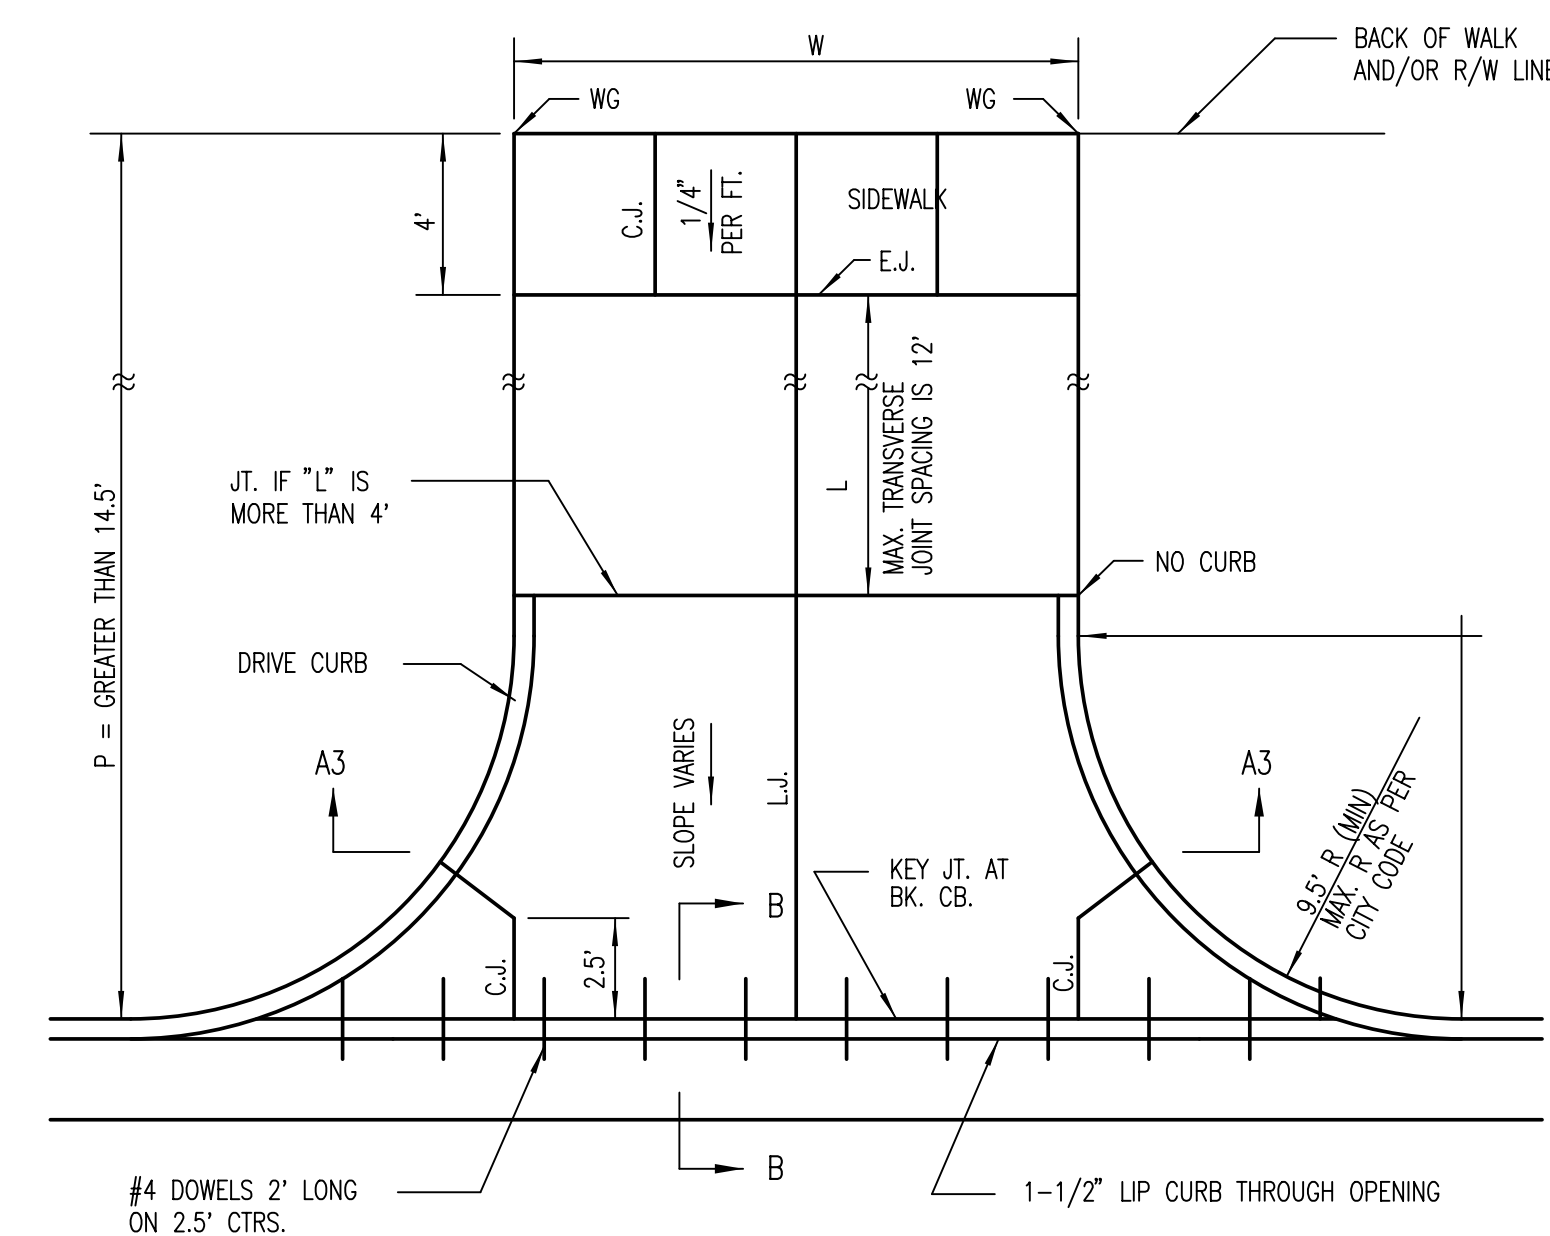 W
BACK OF WALK
AND/OR R/W LINE
WG
WG
4'
C.J.
1/4"
PER FT.
SIDEWALK
E.J.
L
MAX. TRANSVERSE
JOINT SPACING IS 12'
JT. IF "L" IS
MORE THAN 4'
P = GREATER THAN 14.5'
NO CURB
DRIVE CURB
A3
SLOPE VARIES
L.J.
A3
9.5' R (MIN)
MAX. R AS PER
CITY CODE
KEY JT. AT
BK. CB.
B
C.J.
2.5'
C.J.
B
#4 DOWELS 2' LONG
ON 2.5' CTRS.
1-1/2" LIP CURB THROUGH OPENING